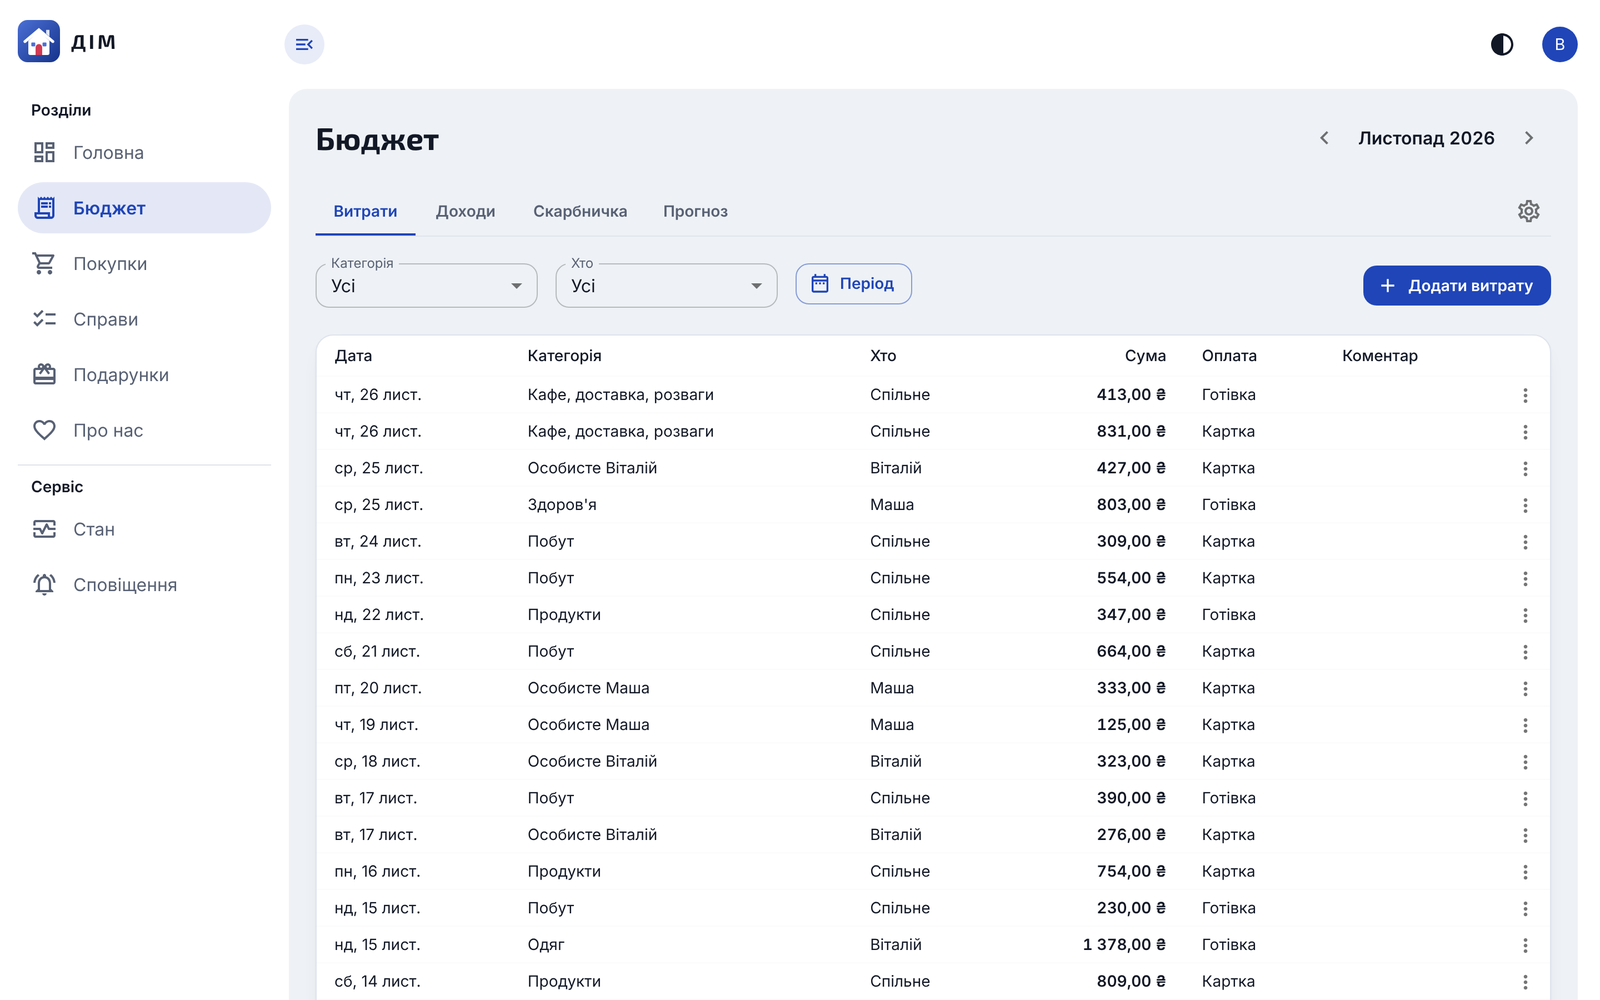 ДІМ
В
Розділи
Головна
Бюджет
Покупки
Справи
Подарунки
Про нас
Сервіс
Стан
Сповіщення
Бюджет
Листопад 2026
Витрати Доходи Скарбничка Прогноз
Категорія
Усі
Хто
Усі
Період
Додати витрату
Дата Категорія Хто Сума Оплата Коментар
чт, 26 лист. Кафе, доставка, розваги Спільне 413,00 ₴ Готівка
чт, 26 лист. Кафе, доставка, розваги Спільне 831,00 ₴ Картка
ср, 25 лист. Особисте Віталій Віталій 427,00 ₴ Картка
ср, 25 лист. Здоров'я Маша 803,00 ₴ Готівка
вт, 24 лист. Побут Спільне 309,00 ₴ Картка
пн, 23 лист. Побут Спільне 554,00 ₴ Картка
нд, 22 лист. Продукти Спільне 347,00 ₴ Готівка
сб, 21 лист. Побут Спільне 664,00 ₴ Картка
пт, 20 лист. Особисте Маша Маша 333,00 ₴ Картка
чт, 19 лист. Особисте Маша Маша 125,00 ₴ Картка
ср, 18 лист. Особисте Віталій Віталій 323,00 ₴ Картка
вт, 17 лист. Побут Спільне 390,00 ₴ Готівка
вт, 17 лист. Особисте Віталій Віталій 276,00 ₴ Картка
пн, 16 лист. Продукти Спільне 754,00 ₴ Картка
нд, 15 лист. Побут Спільне 230,00 ₴ Готівка
нд, 15 лист. Одяг Віталій 1 378,00 ₴ Готівка
сб, 14 лист. Продукти Спільне 809,00 ₴ Картка